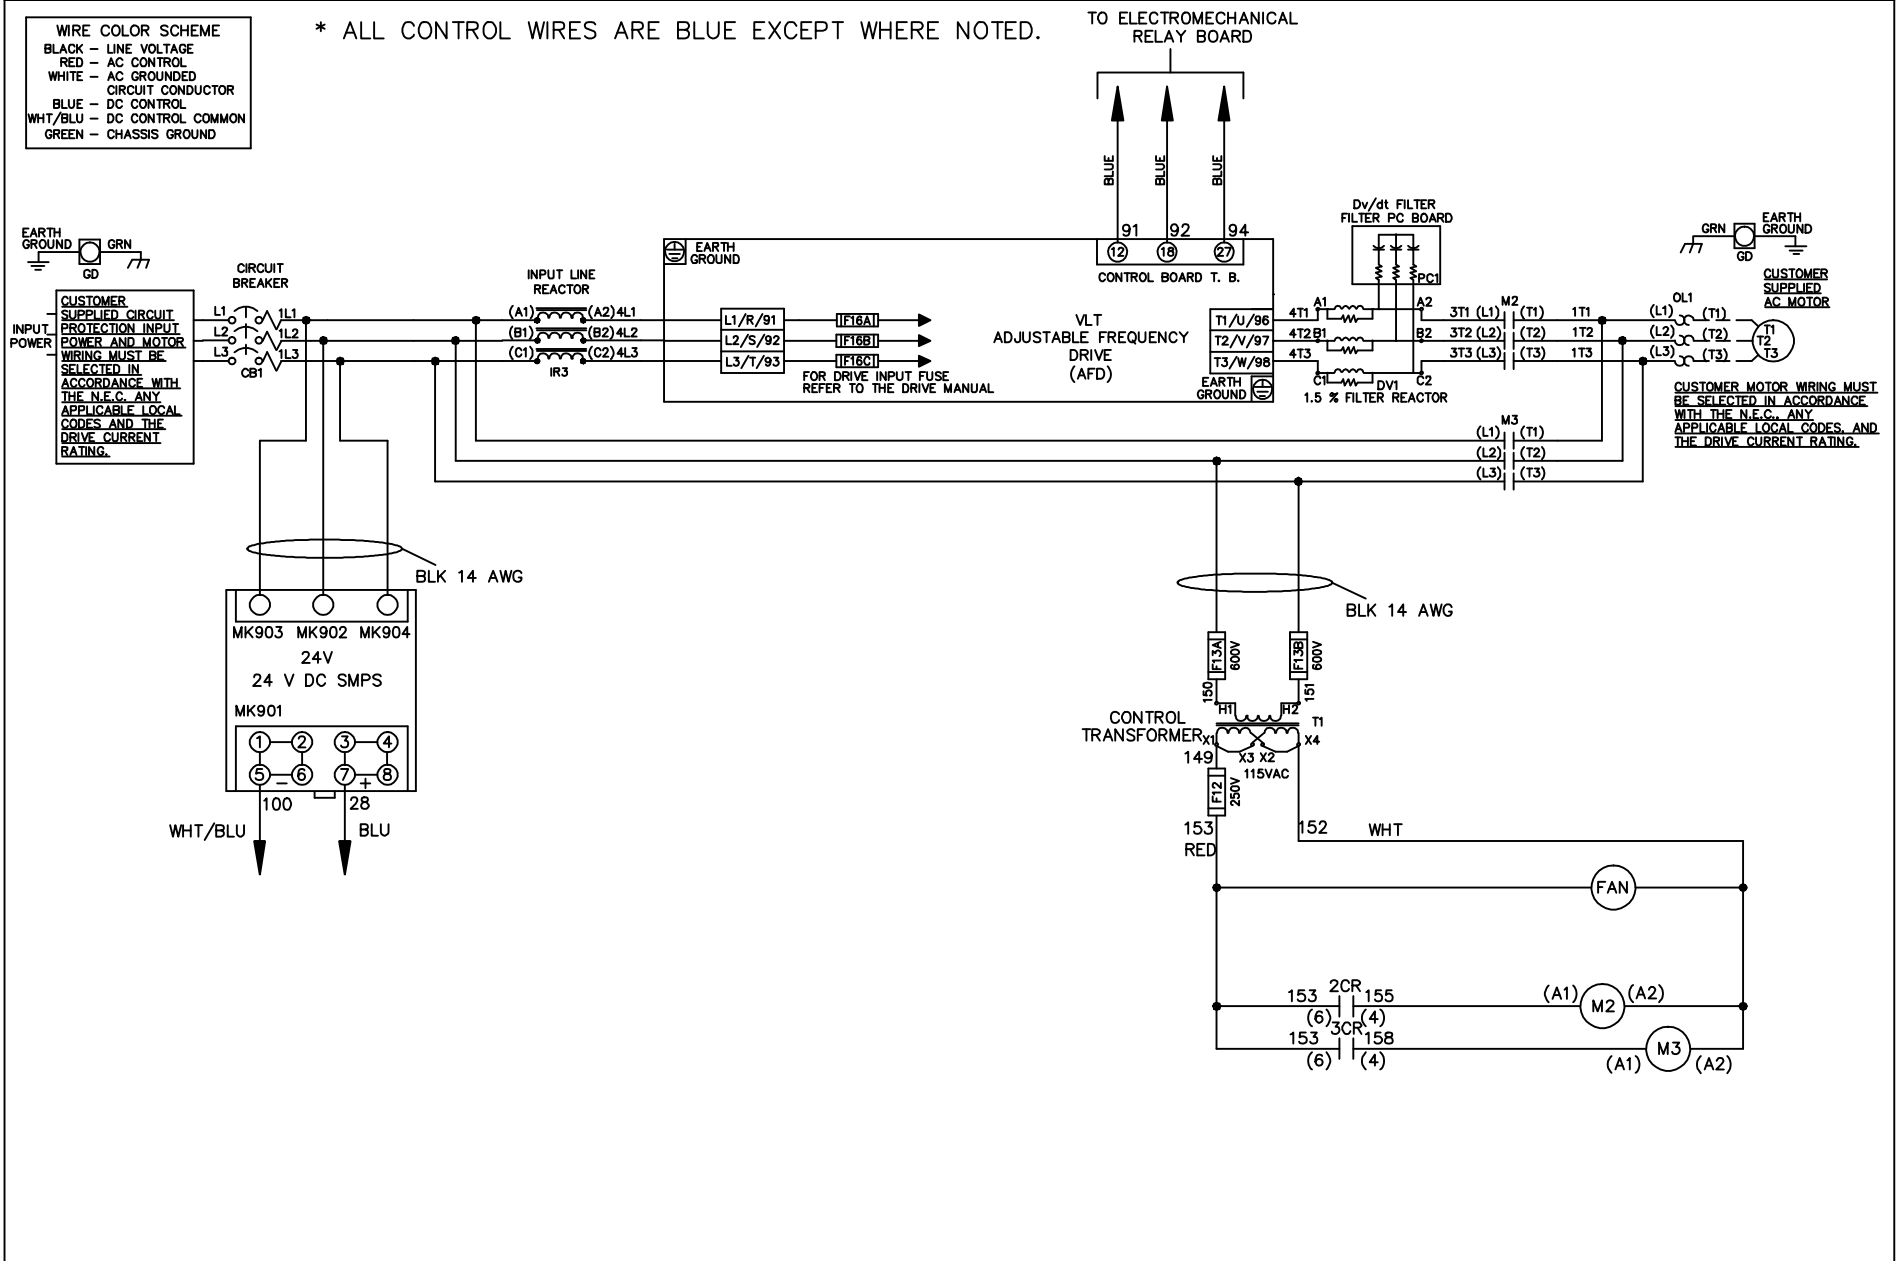 WIRE COLOR SCHEME
BLACK – LINE VOLTAGE
RED – AC CONTROL
WHITE – AC GROUNDED
CIRCUIT CONDUCTOR
BLUE – DC CONTROL
WHT/BLU – DC CONTROL COMMON
GREEN – CHASSIS GROUND
* ALL CONTROL WIRES ARE BLUE EXCEPT WHERE NOTED.
TO ELECTROMECHANICAL
RELAY BOARD
BLUE
BLUE
BLUE
91 92 94
12 18 27
CONTROL BOARD T. B.
EARTH
GROUND
GRN
GD
INPUT
POWER
CUSTOMER
SUPPLIED CIRCUIT
PROTECTION INPUT
POWER AND MOTOR
WIRING MUST BE
SELECTED IN
ACCORDANCE WITH
THE N.E.C. ANY
APPLICABLE LOCAL
CODES AND THE
DRIVE CURRENT
RATING.
CIRCUIT
BREAKER
L1 1L1
L2 1L2
L3 1L3
CB1
INPUT LINE
REACTOR
(A1) (A2) 4L1
(B1) (B2) 4L2
(C1) (C2) 4L3
IR3
EARTH
GROUND
L1/R/91
L2/S/92
L3/T/93
F16A
F16B
F16C
FOR DRIVE INPUT FUSE
REFER TO THE DRIVE MANUAL
VLT
ADJUSTABLE FREQUENCY
DRIVE
(AFD)
T1/U/96
T2/V/97
T3/W/98
EARTH
GROUND
Dv/dt FILTER
FILTER PC BOARD
PC1
4T1 A1 A2
4T2 B1 B2
4T3
C1 DV1 C2
1.5 % FILTER REACTOR
M2
3T1 (L1) (T1) 1T1
3T2 (L2) (T2) 1T2
3T3 (L3) (T3) 1T3
M3
(L1) (T1)
(L2) (T2)
(L3) (T3)
GRN
EARTH
GROUND
GD
CUSTOMER
SUPPLIED
AC MOTOR
OL1
(L1) (T1)
(L2) (T2)
(L3) (T3)
T1
T2
T3
CUSTOMER MOTOR WIRING MUST
BE SELECTED IN ACCORDANCE
WITH THE N.E.C., ANY
APPLICABLE LOCAL CODES, AND
THE DRIVE CURRENT RATING.
BLK 14 AWG
MK903 MK902 MK904
24V
24 V DC SMPS
MK901
1 2 3 4
5 6 7 8
– +
100 28
WHT/BLU BLU
BLK 14 AWG
F13A 600V
F13B 600V
150 151
H1 H2
T1
CONTROL
TRANSFORMER
X1 X3 X2 X4
149
115VAC
F12 250V
153
RED
152 WHT
FAN
2CR
153 155
(6) (4)
(A1) M2 (A2)
3CR
153 158
(6) (4)
(A1) M3 (A2)